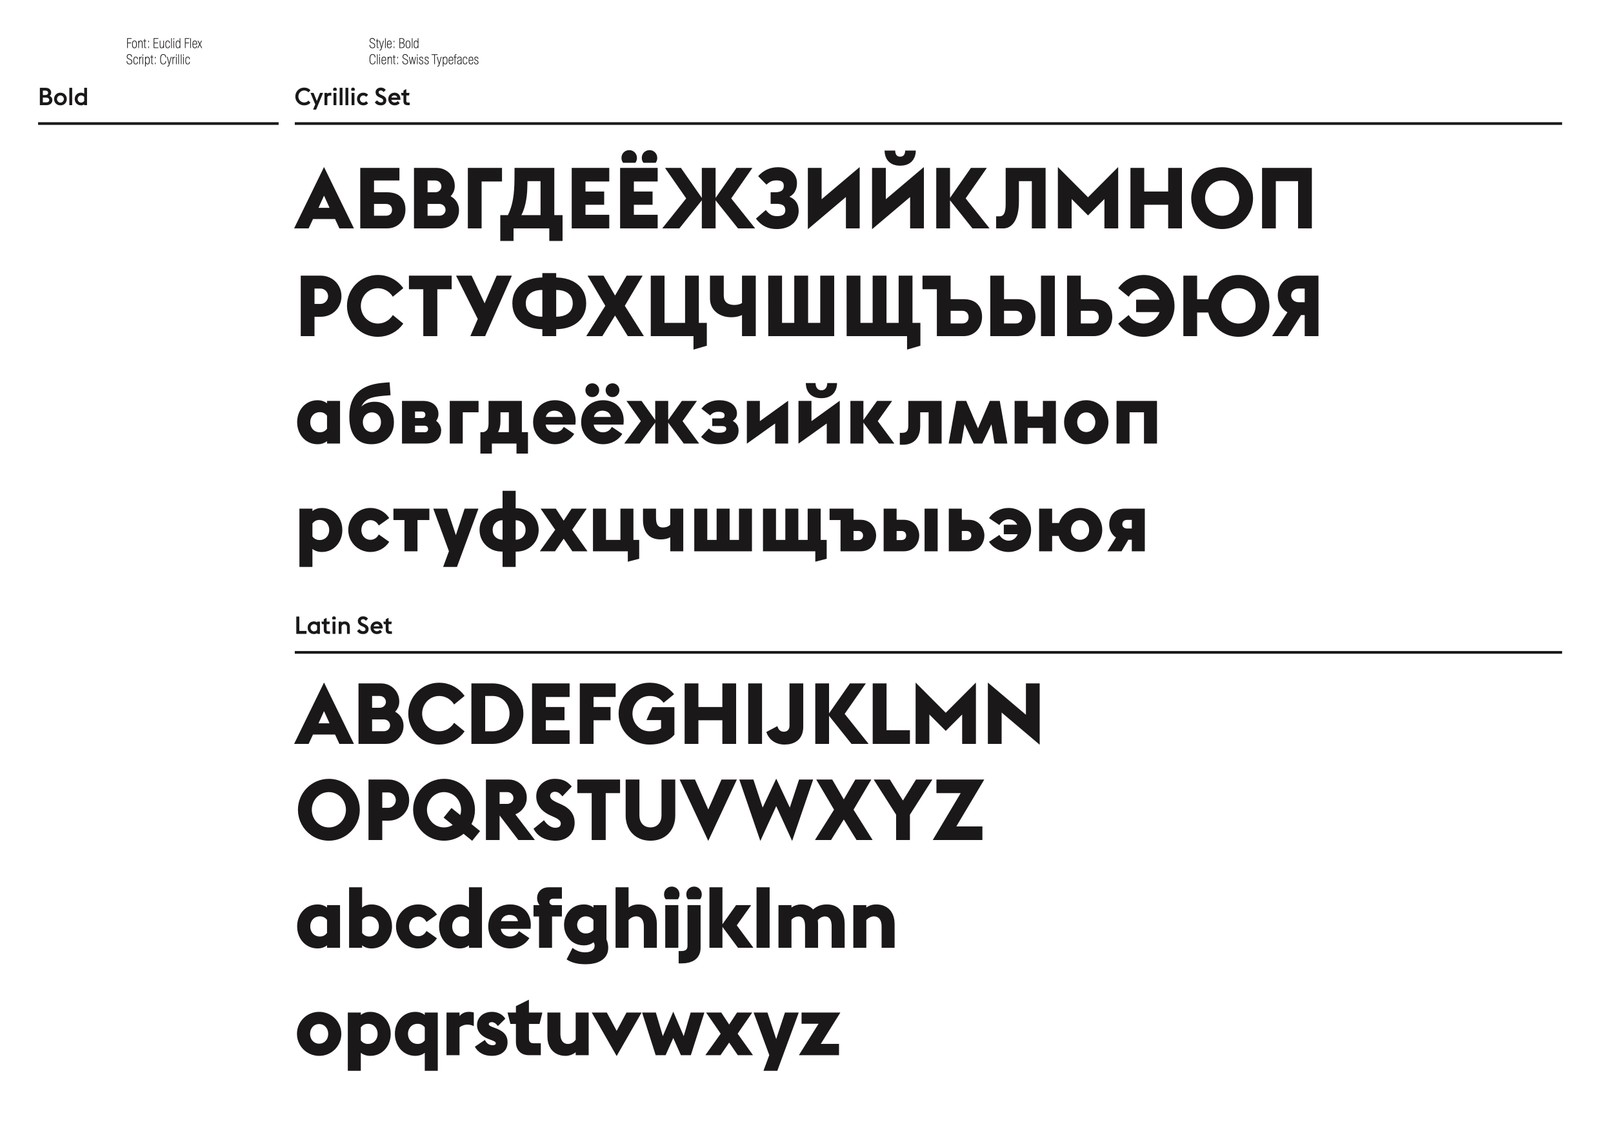 Font: Euclid Flex
Script: Cyrillic
Style: Bold
Client: Swiss Typefaces
Bold
Cyrillic Set
АБВГДЕЁЖЗИЙКЛМНОП
РСТУФХЦЧШЩЪЫЬЭЮЯ
абвгдеёжзийклмноп
рстуфхцчшщъыьэюя
Latin Set
ABCDEFGHIJKLMN
OPQRSTUVWXYZ
abcdefghijklmn
opqrstuvwxyz